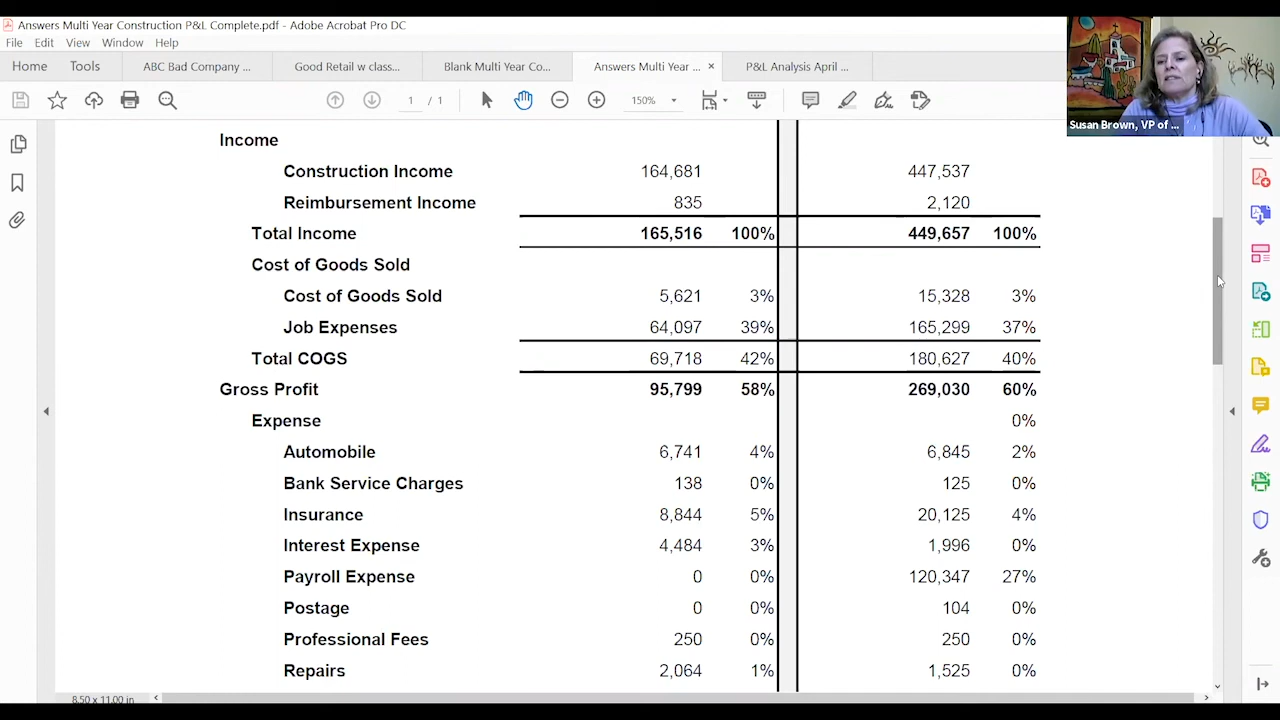 Answers Multi Year Construction P&L Complete.pdf - Adobe Acrobat Pro DC
File Edit View Window Help
Home Tools ABC Bad Company ... Good Retail w class... Blank Multi Year Co... Answers Multi Year ... × P&L Analysis April ...
1 / 1 150%
Susan Brown, VP of ...
Income
Construction Income 164,681 447,537
Reimbursement Income 835 2,120
Total Income 165,516 100% 449,657 100%
Cost of Goods Sold
Cost of Goods Sold 5,621 3% 15,328 3%
Job Expenses 64,097 39% 165,299 37%
Total COGS 69,718 42% 180,627 40%
Gross Profit 95,799 58% 269,030 60%
Expense 0%
Automobile 6,741 4% 6,845 2%
Bank Service Charges 138 0% 125 0%
Insurance 8,844 5% 20,125 4%
Interest Expense 4,484 3% 1,996 0%
Payroll Expense 0 0% 120,347 27%
Postage 0 0% 104 0%
Professional Fees 250 0% 250 0%
Repairs 2,064 1% 1,525 0%
8.50 x 11.00 in